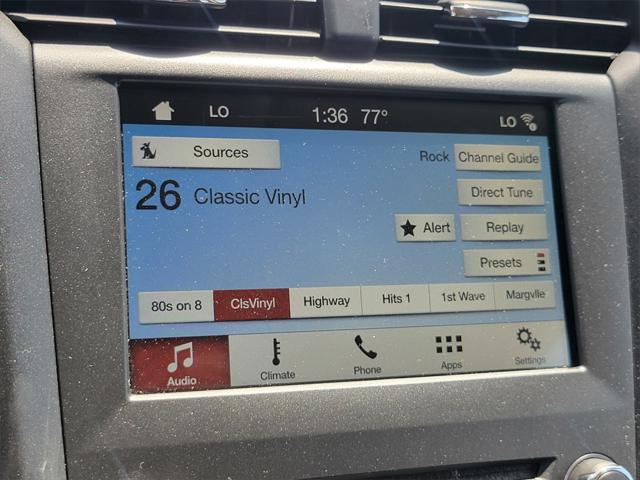 LO 1:36 77° LO
Sources
Rock Channel Guide
26 Classic Vinyl
Direct Tune
Alert Replay
Presets
80s on 8 ClsVinyl Highway Hits 1 1st Wave Margvlle
Audio Climate Phone Apps Settings